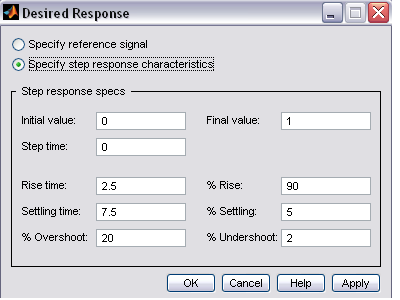 Desired Response
Specify reference signal
Specify step response characteristics
Step response specs
Initial value: 0 Final value: 1
Step time: 0
Rise time: 2.5 % Rise: 90
Settling time: 7.5 % Settling: 5
% Overshoot: 20 % Undershoot: 2
OK Cancel Help Apply